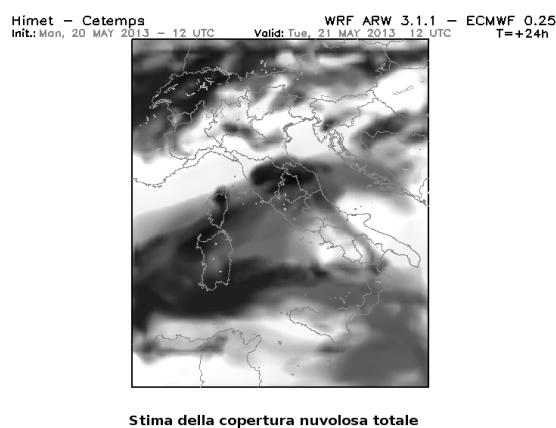 Himet – Cetemps WRF ARW 3.1.1 – ECMWF 0.25
Init.: Mon, 20 MAY 2013 – 12 UTC Valid: Tue, 21 MAY 2013 12 UTC T=+24h
Stima della copertura nuvolosa totale